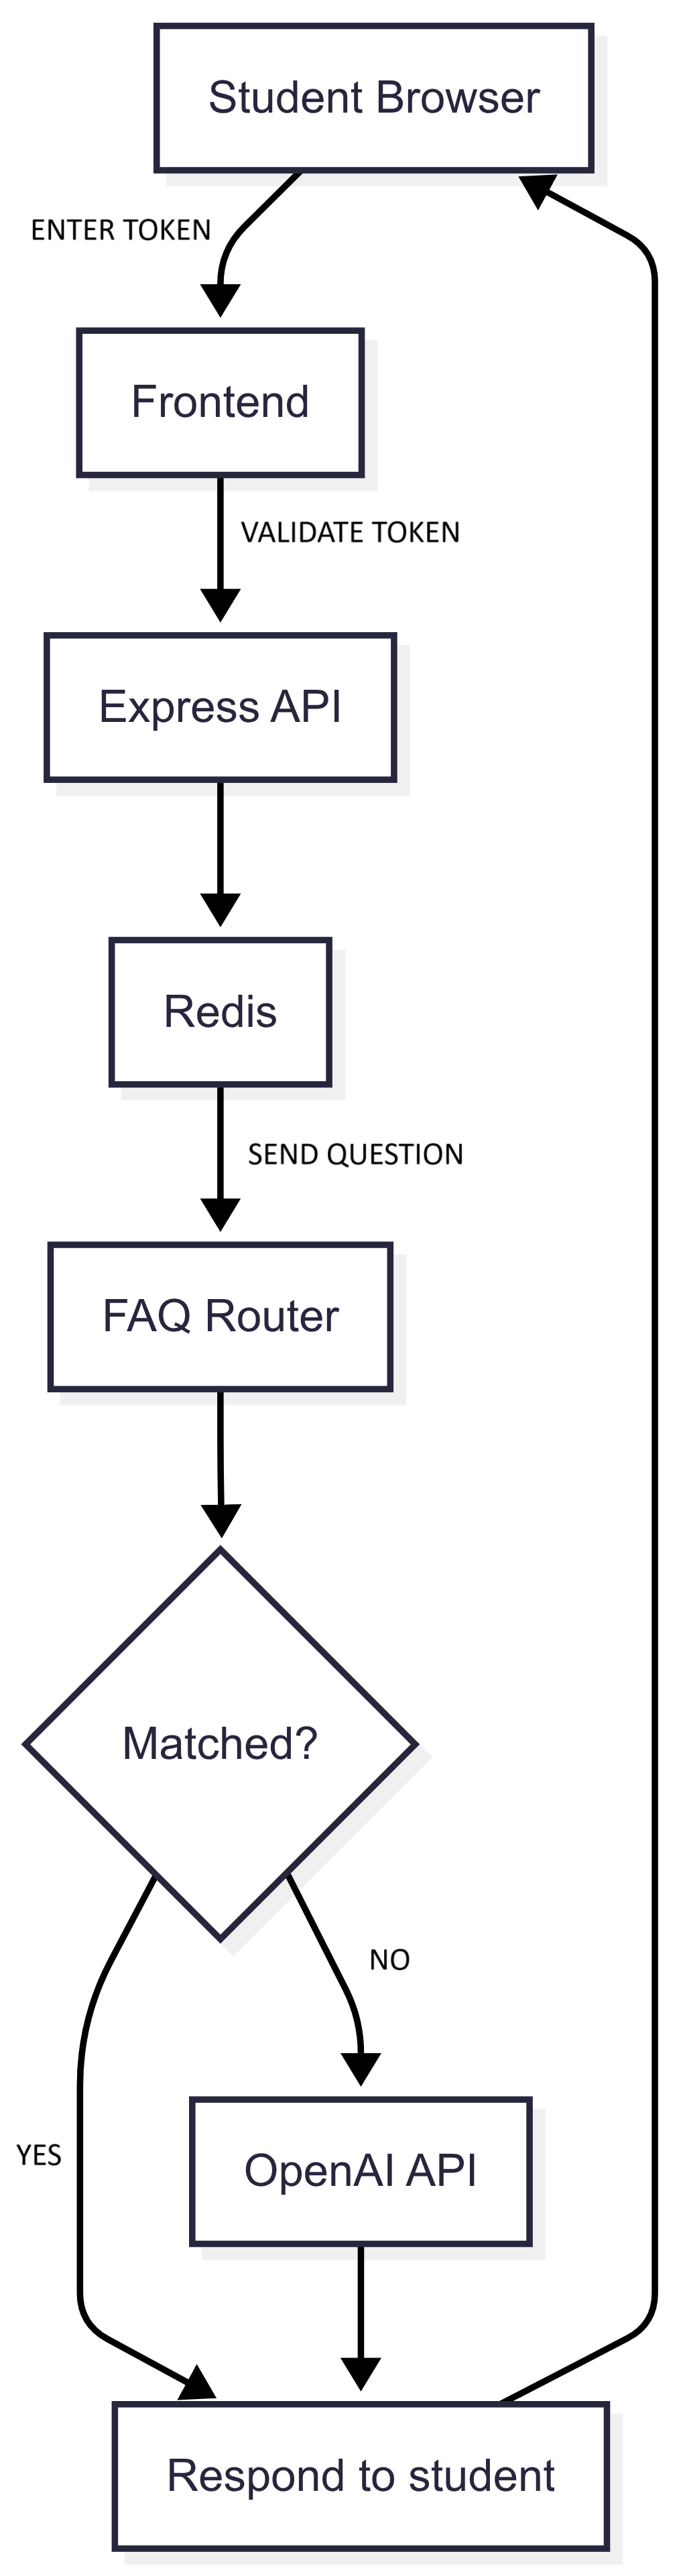 Student Browser
ENTER TOKEN
Frontend
VALIDATE TOKEN
Express API
Redis
SEND QUESTION
FAQ Router
Matched?
NO
YES
OpenAI API
Respond to student